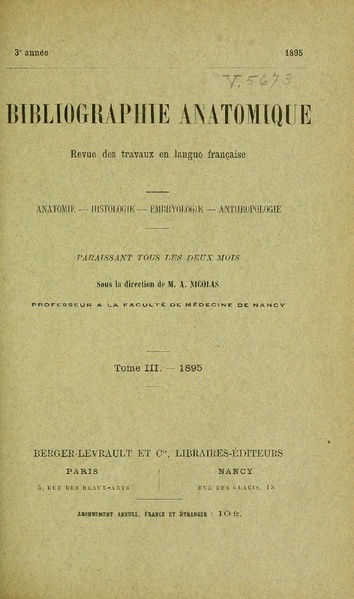 3e année 1895
V.5673
BIBLIOGRAPHIE ANATOMIQUE
Revue des travaux en langue française
ANATOMIE — HISTOLOGIE — EMBRYOLOGIE — ANTHROPOLOGIE
PARAISSANT TOUS LES DEUX MOIS
Sous la direction de M. A. NICOLAS
PROFESSEUR A LA FACULTÉ DE MÉDECINE DE NANCY
Tome III. — 1895
BERGER-LEVRAULT ET Cie, LIBRAIRES-ÉDITEURS
PARIS NANCY
5, RUE DES BEAUX-ARTS RUE DES GLACIS, 18
ABONNEMENT ANNUEL, FRANCE ET ÉTRANGER : 10 fr.